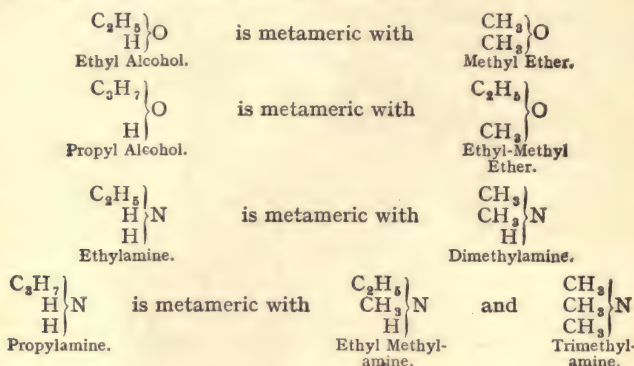 C₂H₅ } O is metameric with CH₃ } O
H } CH₃ }
Ethyl Alcohol. Methyl Ether.
C₃H₇ } O is metameric with C₂H₅ } O
H } CH₃ }
Propyl Alcohol. Ethyl-Methyl
Ether.
C₂H₅ } CH₃ }
H } N is metameric with CH₃ } N
H } H }
Ethylamine. Dimethylamine.
C₃H₇ } C₂H₅ } CH₃ }
H } N is metameric with CH₃ } N and CH₃ } N
H } H } CH₃ }
Propylamine. Ethyl Methyl- Trimethyl-
amine. amine.